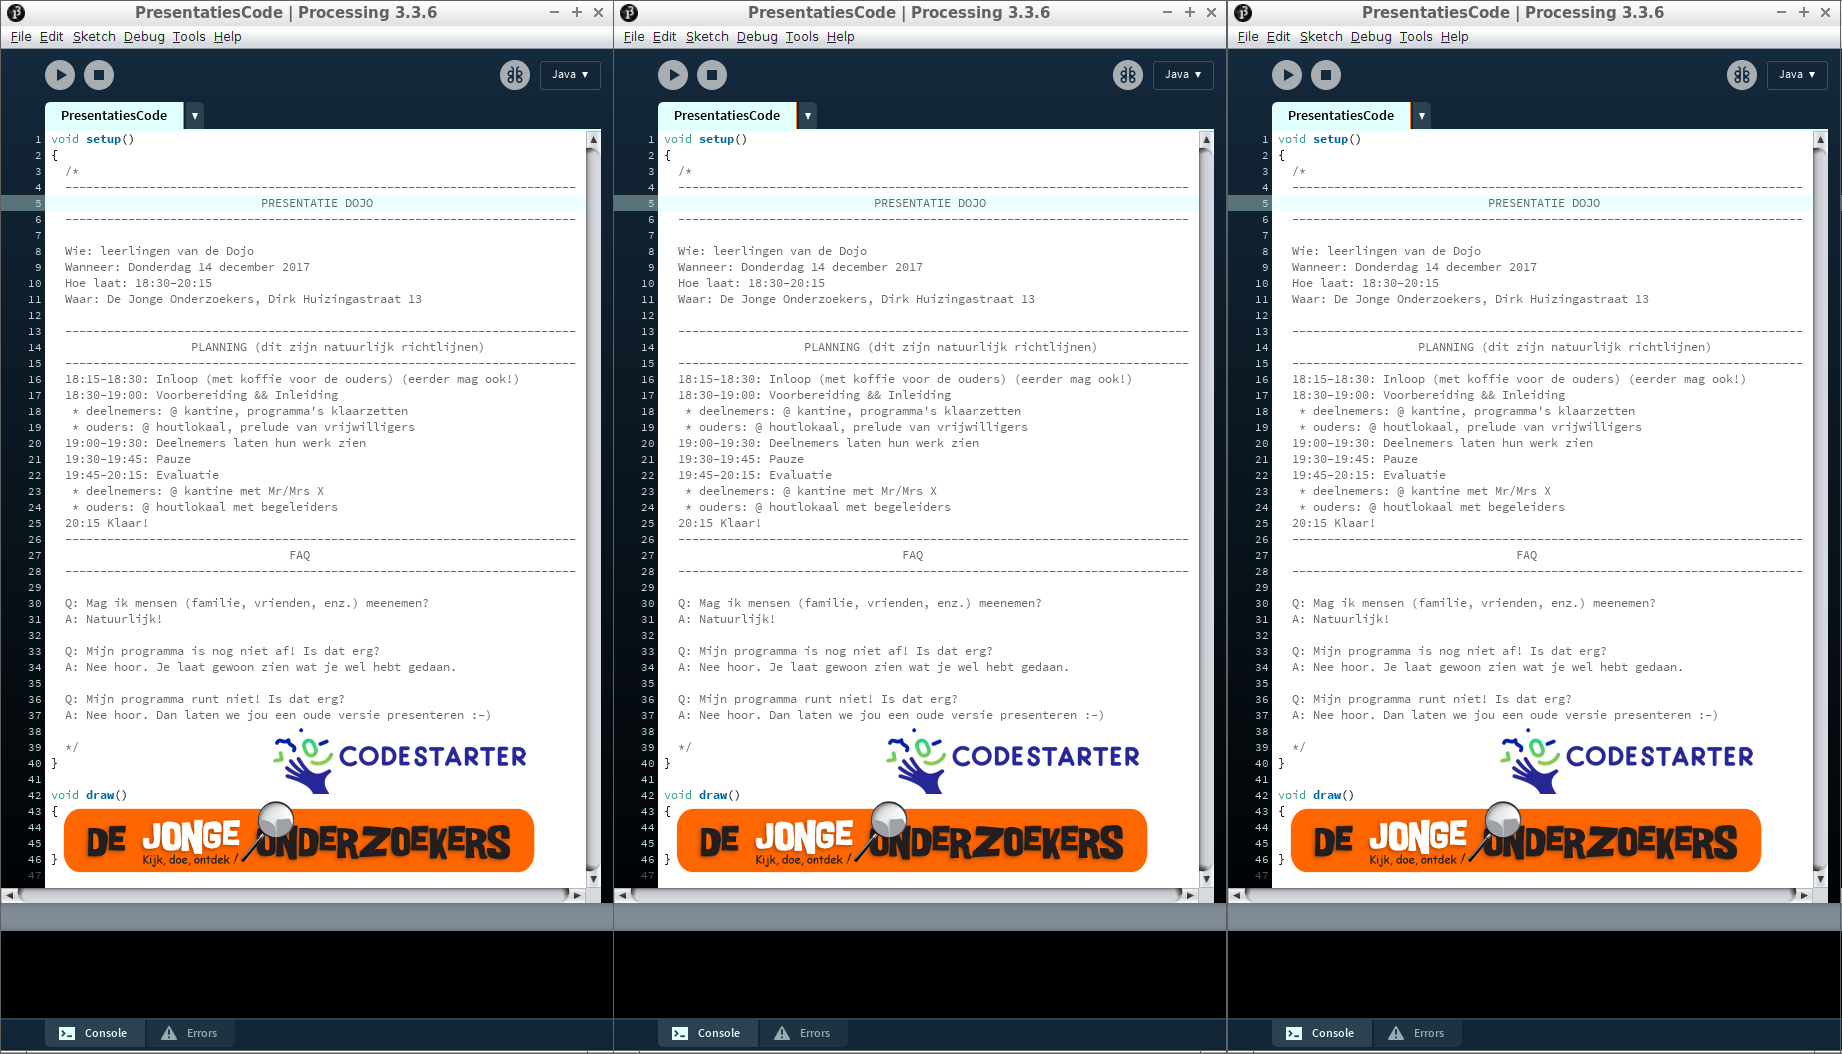 PresentatiesCode | Processing 3.3.6
File Edit Sketch Debug Tools Help
Java ▾
PresentatiesCode ▾
1 void setup()
2 {
3 /*
4 -------------------------------------------------------------------------
5 PRESENTATIE DOJO
6 -------------------------------------------------------------------------
7
8 Wie: leerlingen van de Dojo
9 Wanneer: Donderdag 14 december 2017
10 Hoe laat: 18:30-20:15
11 Waar: De Jonge Onderzoekers, Dirk Huizingastraat 13
12
13 -------------------------------------------------------------------------
14 PLANNING (dit zijn natuurlijk richtlijnen)
15 -------------------------------------------------------------------------
16 18:15-18:30: Inloop (met koffie voor de ouders) (eerder mag ook!)
17 18:30-19:00: Voorbereiding && Inleiding
18 * deelnemers: @ kantine, programma's klaarzetten
19 * ouders: @ houtlokaal, prelude van vrijwilligers
20 19:00-19:30: Deelnemers laten hun werk zien
21 19:30-19:45: Pauze
22 19:45-20:15: Evaluatie
23 * deelnemers: @ kantine met Mr/Mrs X
24 * ouders: @ houtlokaal met begeleiders
25 20:15 Klaar!
26 -------------------------------------------------------------------------
27 FAQ
28 -------------------------------------------------------------------------
29
30 Q: Mag ik mensen (familie, vrienden, enz.) meenemen?
31 A: Natuurlijk!
32
33 Q: Mijn programma is nog niet af! Is dat erg?
34 A: Nee hoor. Je laat gewoon zien wat je wel hebt gedaan.
35
36 Q: Mijn programma runt niet! Is dat erg?
37 A: Nee hoor. Dan laten we jou een oude versie presenteren :-)
38
39 */
CODESTARTER
40 }
41
42 void draw()
43 {
44
DE JONGE ONDERZOEKERS
45
Kijk, doe, ontdek /
46 }
47
Console Errors
PresentatiesCode | Processing 3.3.6
File Edit Sketch Debug Tools Help
Java ▾
PresentatiesCode ▾
1 void setup()
2 {
3 /*
4 -------------------------------------------------------------------------
5 PRESENTATIE DOJO
6 -------------------------------------------------------------------------
7
8 Wie: leerlingen van de Dojo
9 Wanneer: Donderdag 14 december 2017
10 Hoe laat: 18:30-20:15
11 Waar: De Jonge Onderzoekers, Dirk Huizingastraat 13
12
13 -------------------------------------------------------------------------
14 PLANNING (dit zijn natuurlijk richtlijnen)
15 -------------------------------------------------------------------------
16 18:15-18:30: Inloop (met koffie voor de ouders) (eerder mag ook!)
17 18:30-19:00: Voorbereiding && Inleiding
18 * deelnemers: @ kantine, programma's klaarzetten
19 * ouders: @ houtlokaal, prelude van vrijwilligers
20 19:00-19:30: Deelnemers laten hun werk zien
21 19:30-19:45: Pauze
22 19:45-20:15: Evaluatie
23 * deelnemers: @ kantine met Mr/Mrs X
24 * ouders: @ houtlokaal met begeleiders
25 20:15 Klaar!
26 -------------------------------------------------------------------------
27 FAQ
28 -------------------------------------------------------------------------
29
30 Q: Mag ik mensen (familie, vrienden, enz.) meenemen?
31 A: Natuurlijk!
32
33 Q: Mijn programma is nog niet af! Is dat erg?
34 A: Nee hoor. Je laat gewoon zien wat je wel hebt gedaan.
35
36 Q: Mijn programma runt niet! Is dat erg?
37 A: Nee hoor. Dan laten we jou een oude versie presenteren :-)
38
39 */
CODESTARTER
40 }
41
42 void draw()
43 {
44
DE JONGE ONDERZOEKERS
45
Kijk, doe, ontdek /
46 }
47
Console Errors
PresentatiesCode | Processing 3.3.6
File Edit Sketch Debug Tools Help
Java ▾
PresentatiesCode ▾
1 void setup()
2 {
3 /*
4 -------------------------------------------------------------------------
5 PRESENTATIE DOJO
6 -------------------------------------------------------------------------
7
8 Wie: leerlingen van de Dojo
9 Wanneer: Donderdag 14 december 2017
10 Hoe laat: 18:30-20:15
11 Waar: De Jonge Onderzoekers, Dirk Huizingastraat 13
12
13 -------------------------------------------------------------------------
14 PLANNING (dit zijn natuurlijk richtlijnen)
15 -------------------------------------------------------------------------
16 18:15-18:30: Inloop (met koffie voor de ouders) (eerder mag ook!)
17 18:30-19:00: Voorbereiding && Inleiding
18 * deelnemers: @ kantine, programma's klaarzetten
19 * ouders: @ houtlokaal, prelude van vrijwilligers
20 19:00-19:30: Deelnemers laten hun werk zien
21 19:30-19:45: Pauze
22 19:45-20:15: Evaluatie
23 * deelnemers: @ kantine met Mr/Mrs X
24 * ouders: @ houtlokaal met begeleiders
25 20:15 Klaar!
26 -------------------------------------------------------------------------
27 FAQ
28 -------------------------------------------------------------------------
29
30 Q: Mag ik mensen (familie, vrienden, enz.) meenemen?
31 A: Natuurlijk!
32
33 Q: Mijn programma is nog niet af! Is dat erg?
34 A: Nee hoor. Je laat gewoon zien wat je wel hebt gedaan.
35
36 Q: Mijn programma runt niet! Is dat erg?
37 A: Nee hoor. Dan laten we jou een oude versie presenteren :-)
38
39 */
CODESTARTER
40 }
41
42 void draw()
43 {
44
DE JONGE ONDERZOEKERS
45
Kijk, doe, ontdek /
46 }
47
Console Errors